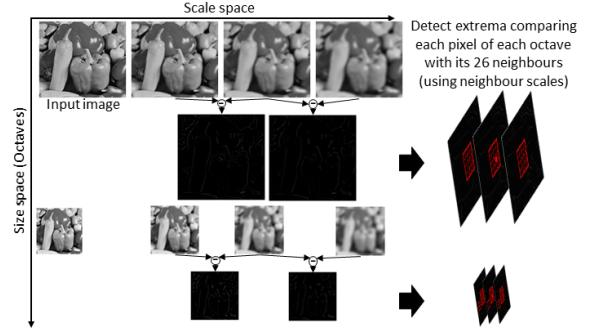 Scale space
Detect extrema comparing
each pixel of each octave
with its 26 neighbours
(using neighbour scales)
Input image
Size space (Octaves)